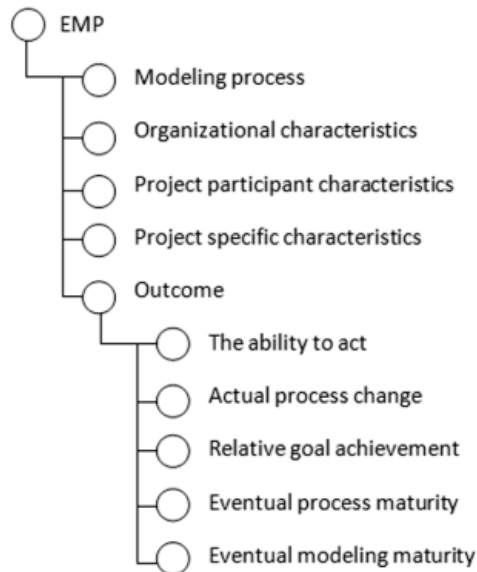 EMP
Modeling process
Organizational characteristics
Project participant characteristics
Project specific characteristics
Outcome
The ability to act
Actual process change
Relative goal achievement
Eventual process maturity
Eventual modeling maturity